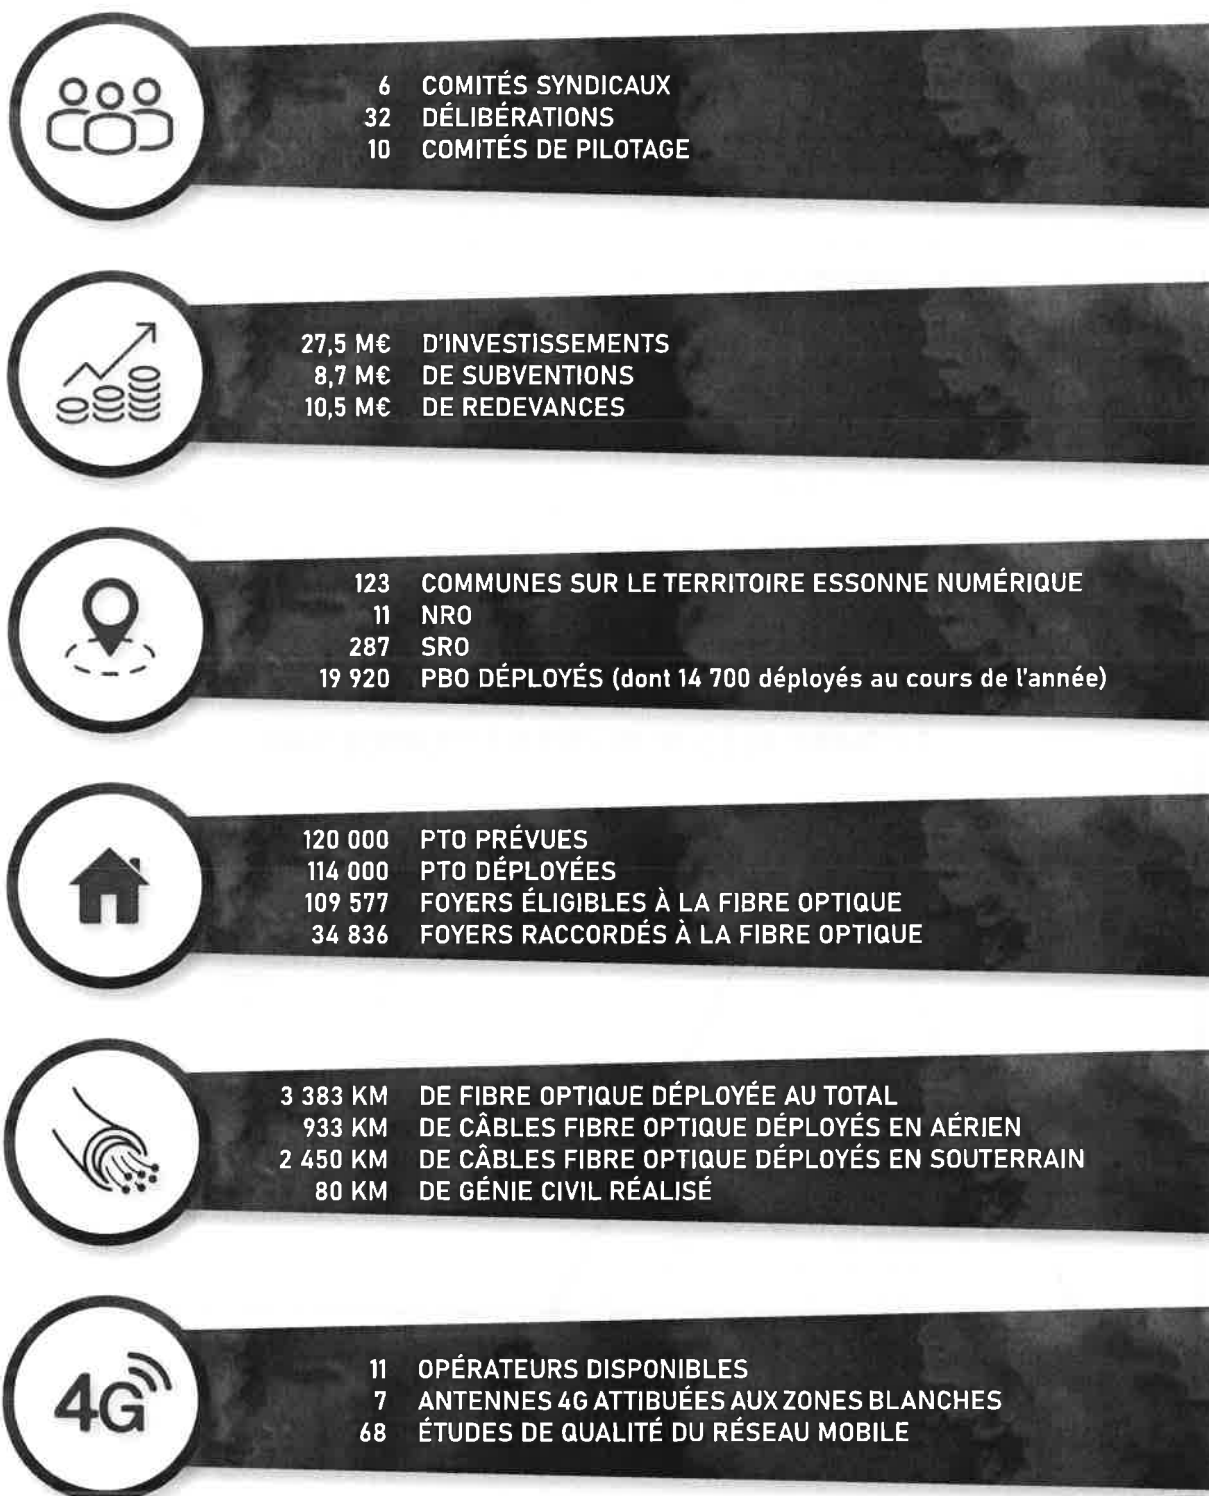 6 COMITÉS SYNDICAUX
32 DÉLIBÉRATIONS
10 COMITÉS DE PILOTAGE
27,5 M€ D'INVESTISSEMENTS
8,7 M€ DE SUBVENTIONS
10,5 M€ DE REDEVANCES
123 COMMUNES SUR LE TERRITOIRE ESSONNE NUMÉRIQUE
11 NRO
287 SRO
19 920 PBO DÉPLOYÉS (dont 14 700 déployés au cours de l'année)
120 000 PTO PRÉVUES
114 000 PTO DÉPLOYÉES
109 577 FOYERS ÉLIGIBLES À LA FIBRE OPTIQUE
34 836 FOYERS RACCORDÉS À LA FIBRE OPTIQUE
3 383 KM DE FIBRE OPTIQUE DÉPLOYÉE AU TOTAL
933 KM DE CÂBLES FIBRE OPTIQUE DÉPLOYÉS EN AÉRIEN
2 450 KM DE CÂBLES FIBRE OPTIQUE DÉPLOYÉS EN SOUTERRAIN
80 KM DE GÉNIE CIVIL RÉALISÉ
4G
11 OPÉRATEURS DISPONIBLES
7 ANTENNES 4G ATTIBUÉES AUX ZONES BLANCHES
68 ÉTUDES DE QUALITÉ DU RÉSEAU MOBILE